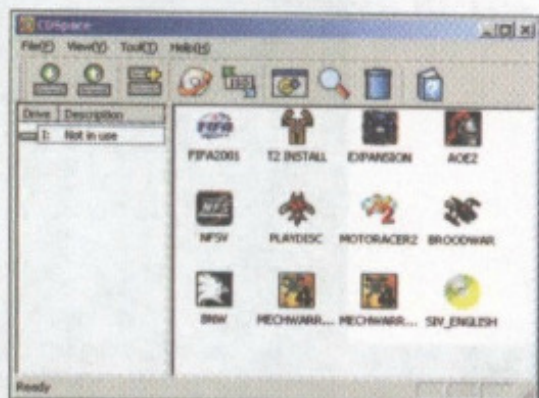 CDSpace
File(F) View(Y) Tool(T) Help(H)
Drive Description
I: Not in use
FIFA2001 T2 INSTALL EXPANSION AOE2
NFSV PLAYDISC MOTORACER2 BROODWAR
BNW MECHWARR... MECHWARR... SIV_ENGLISH
Ready